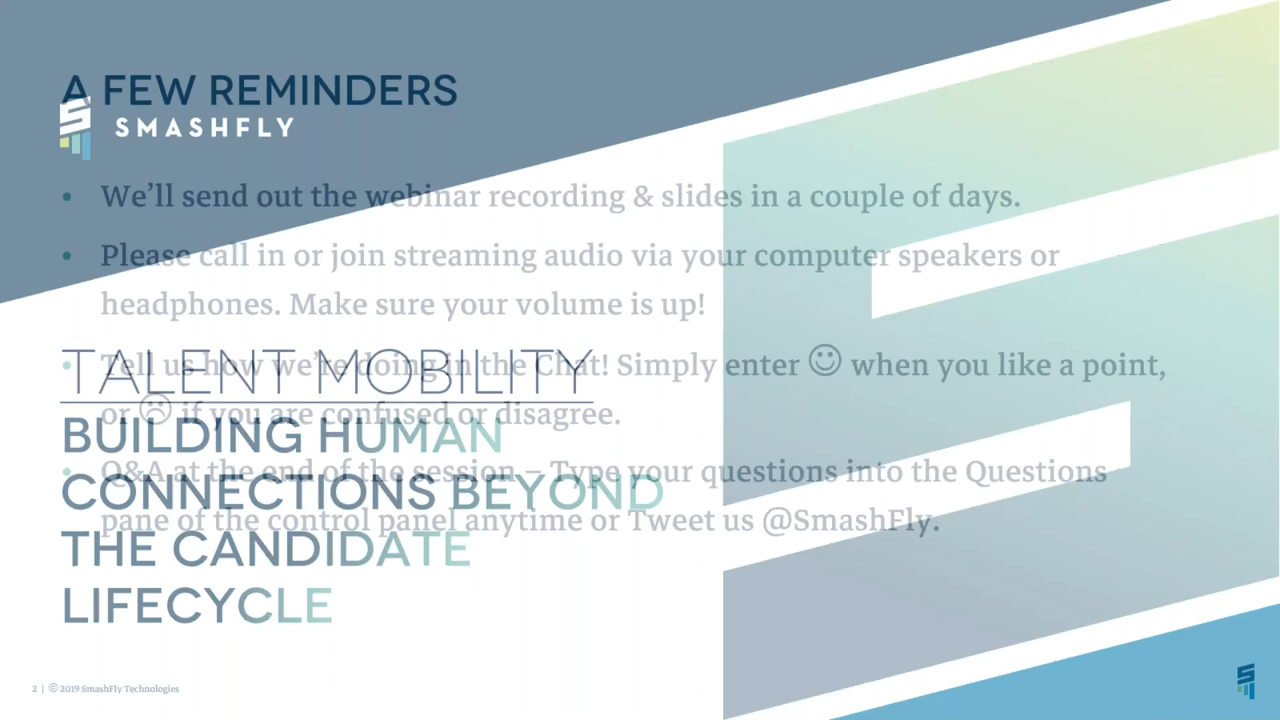 A FEW REMINDERS
SMASHFLY
• We’ll send out the webinar recording & slides in a couple of days.
• Please call in or join streaming audio via your computer speakers or
headphones. Make sure your volume is up!
TALENT MOBILITY
• Tell us how we’re doing in the Chat! Simply enter ☺ when you like a point,
or ☹ if you are confused or disagree.
BUILDING HUMAN
• Q&A at the end of the session – Type your questions into the Questions
CONNECTIONS BEYOND
pane of the control panel anytime or Tweet us @SmashFly.
THE CANDIDATE
LIFECYCLE
2 | © 2019 SmashFly Technologies